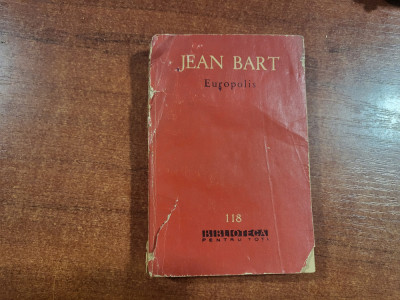 JEAN BART
Europolis
118
BIBLIOTECA
PENTRU TOȚI